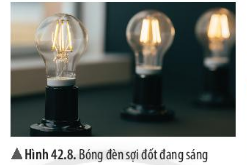 ▲ Hình 42.8. Bóng đèn sợi đốt đang sáng